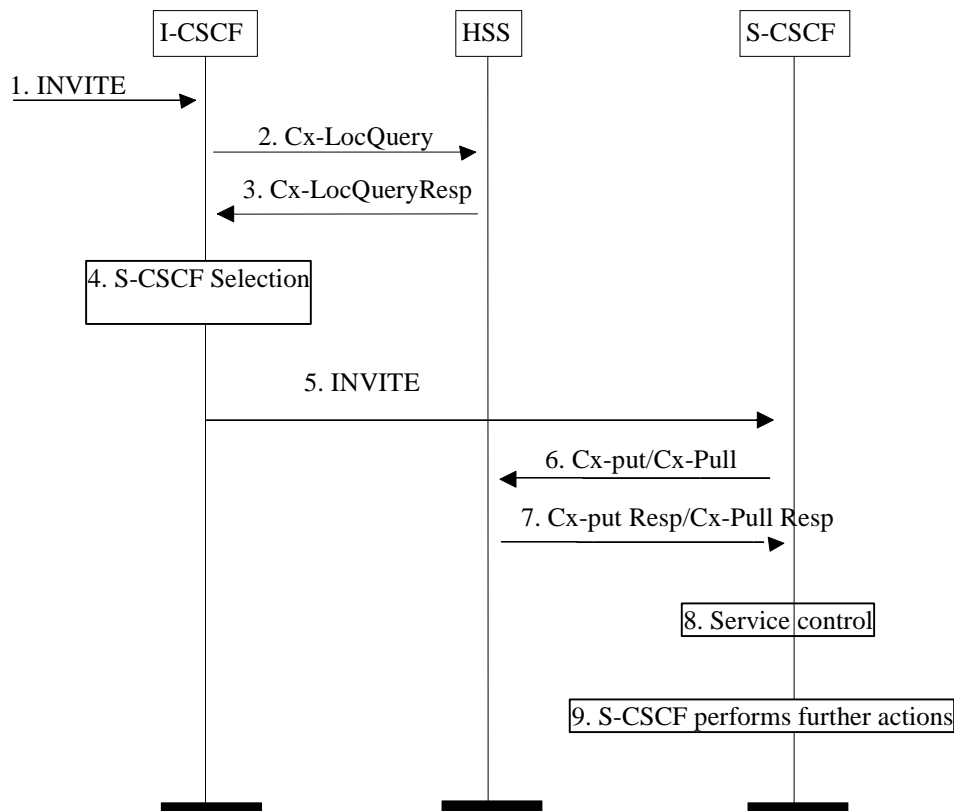 I-CSCF
HSS
S-CSCF
1. INVITE
2. Cx-LocQuery
3. Cx-LocQueryResp
4. S-CSCF Selection
5. INVITE
6. Cx-put/Cx-Pull
7. Cx-put Resp/Cx-Pull Resp
8. Service control
9. S-CSCF performs further actions